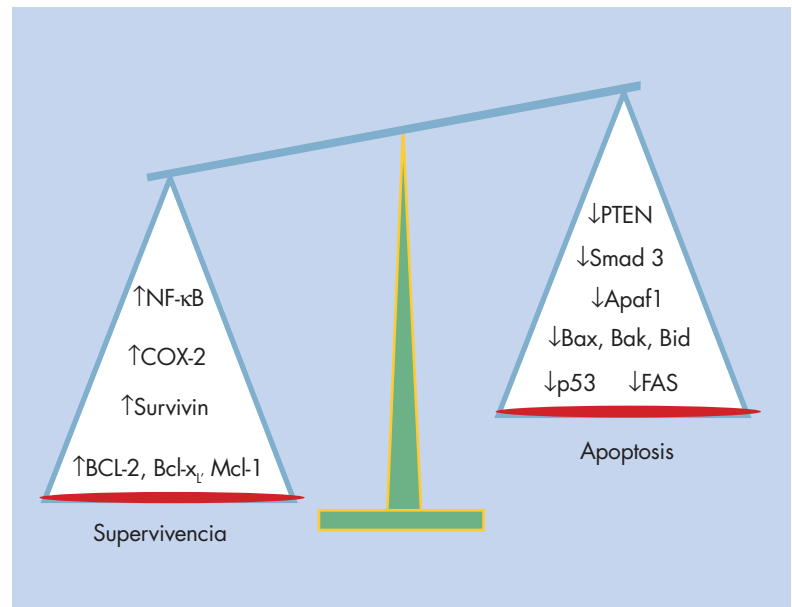 ↑NF-κB
↑COX-2
↑Survivin
↑BCL-2, Bcl-x_L, Mcl-1
Supervivencia
↓PTEN
↓Smad 3
↓Apaf1
↓Bax, Bak, Bid
↓p53 ↓FAS
Apoptosis